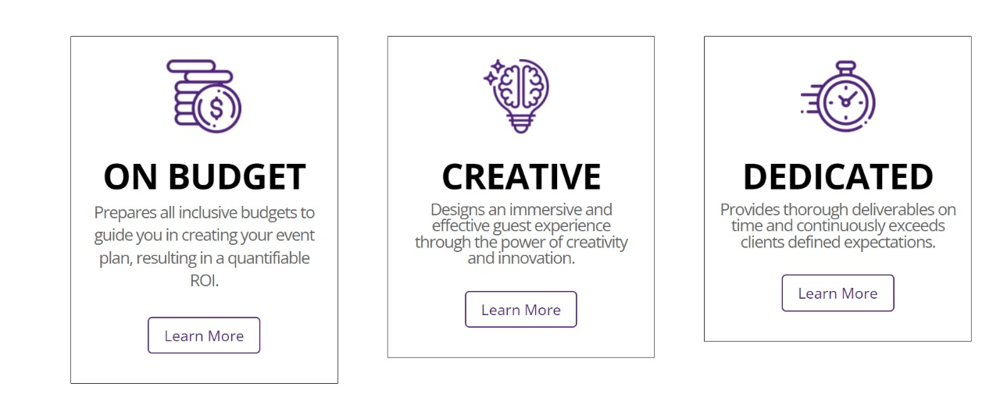 ON BUDGET
Prepares all inclusive budgets to
guide you in creating your event
plan, resulting in a quantifiable
ROI.
Learn More
CREATIVE
Designs an immersive and
effective guest experience
through the power of creativity
and innovation.
Learn More
DEDICATED
Provides thorough deliverables on
time and continuously exceeds
clients defined expectations.
Learn More